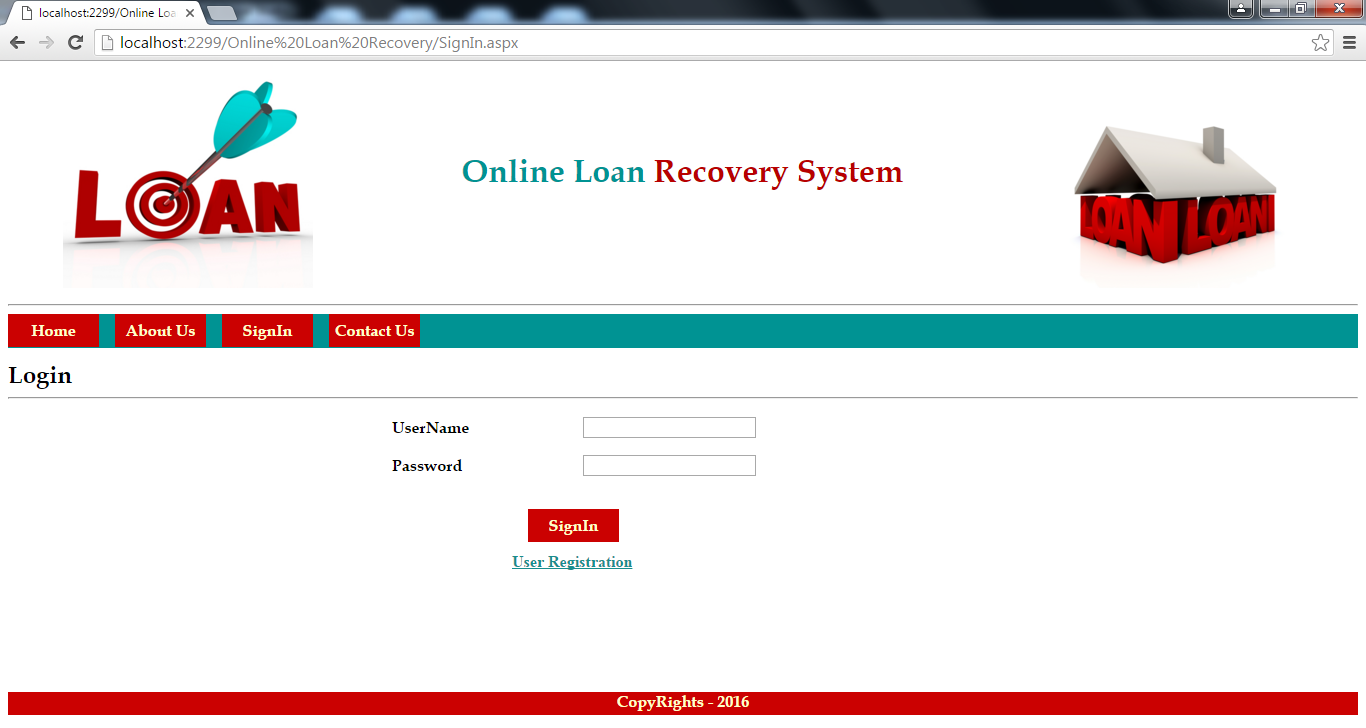 localhost:2299/Online Loa
localhost:2299/Online%20Loan%20Recovery/SignIn.aspx
LOAN
Online Loan Recovery System
LOAN LOAN
Home About Us SignIn Contact Us
Login
UserName
Password
SignIn
User Registration
CopyRights - 2016